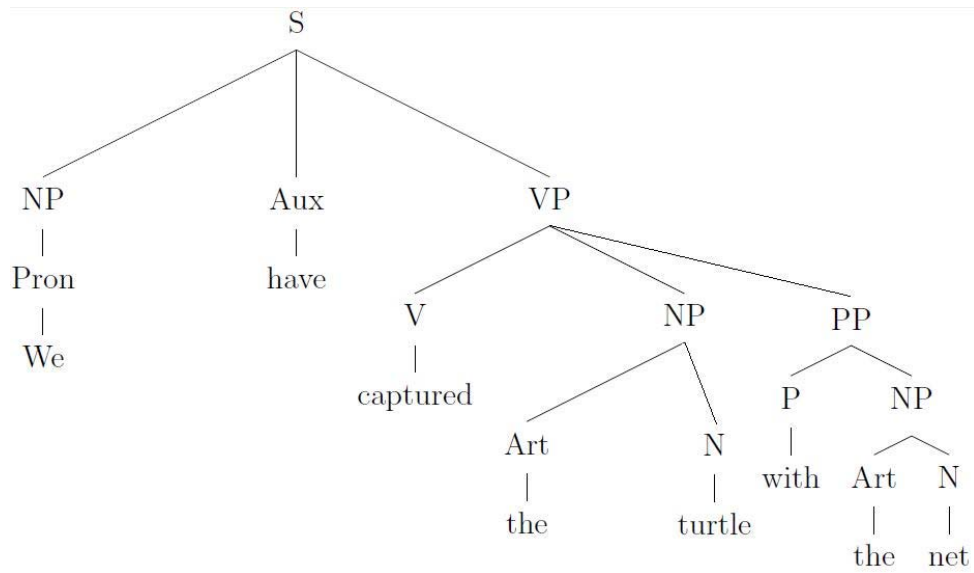 S
NP Aux VP
Pron have
V NP PP
We
captured P NP
Art N
with Art N
the turtle
the net